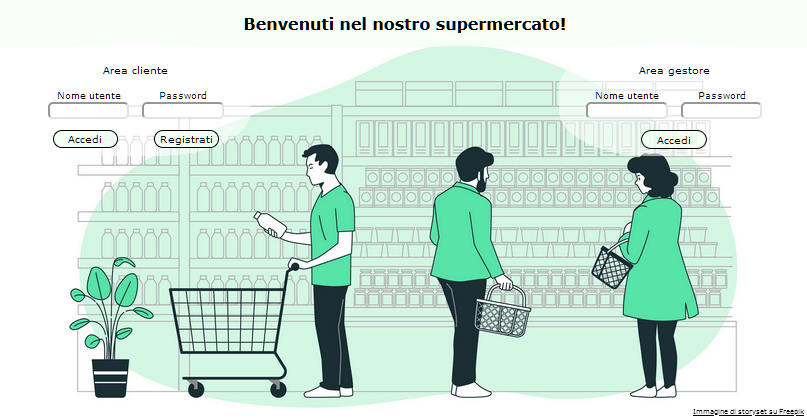 Benvenuti nel nostro supermercato!
Area cliente
Nome utente Password
Accedi Registrati
Area gestore
Nome utente Password
Accedi
Immagine di storyset su Freepik